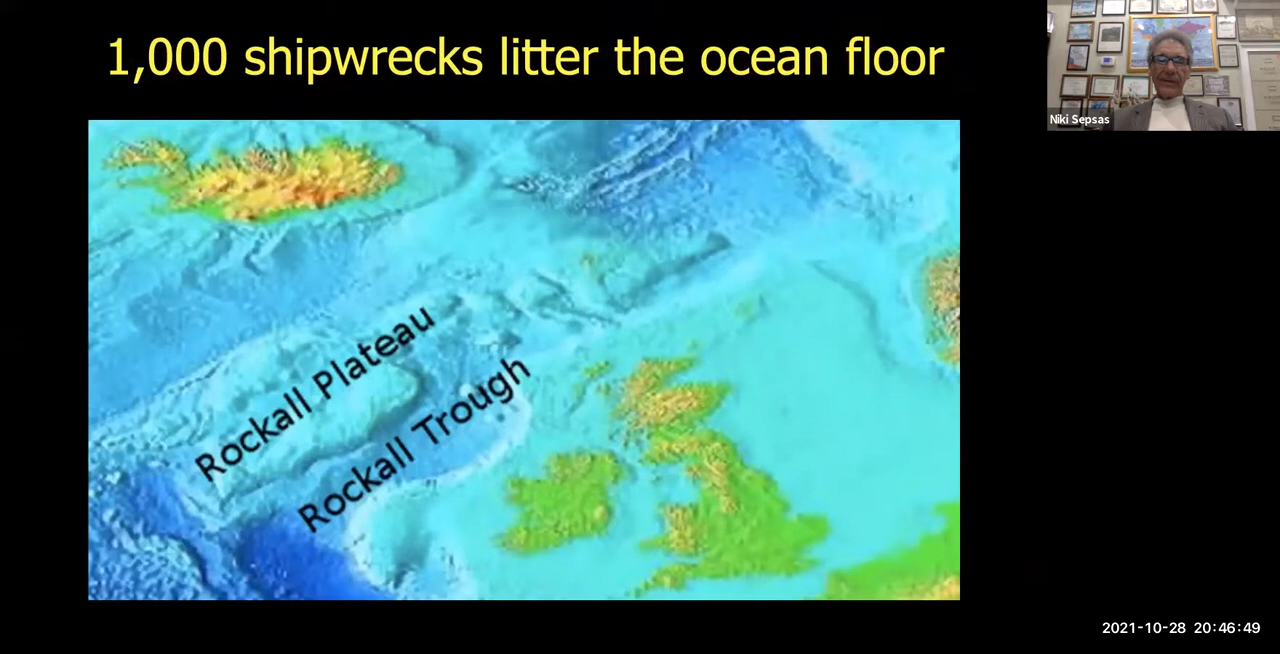 1,000 shipwrecks litter the ocean floor
Niki Sepsas
Rockall Plateau
Rockall Trough
2021-10-28 20:46:49